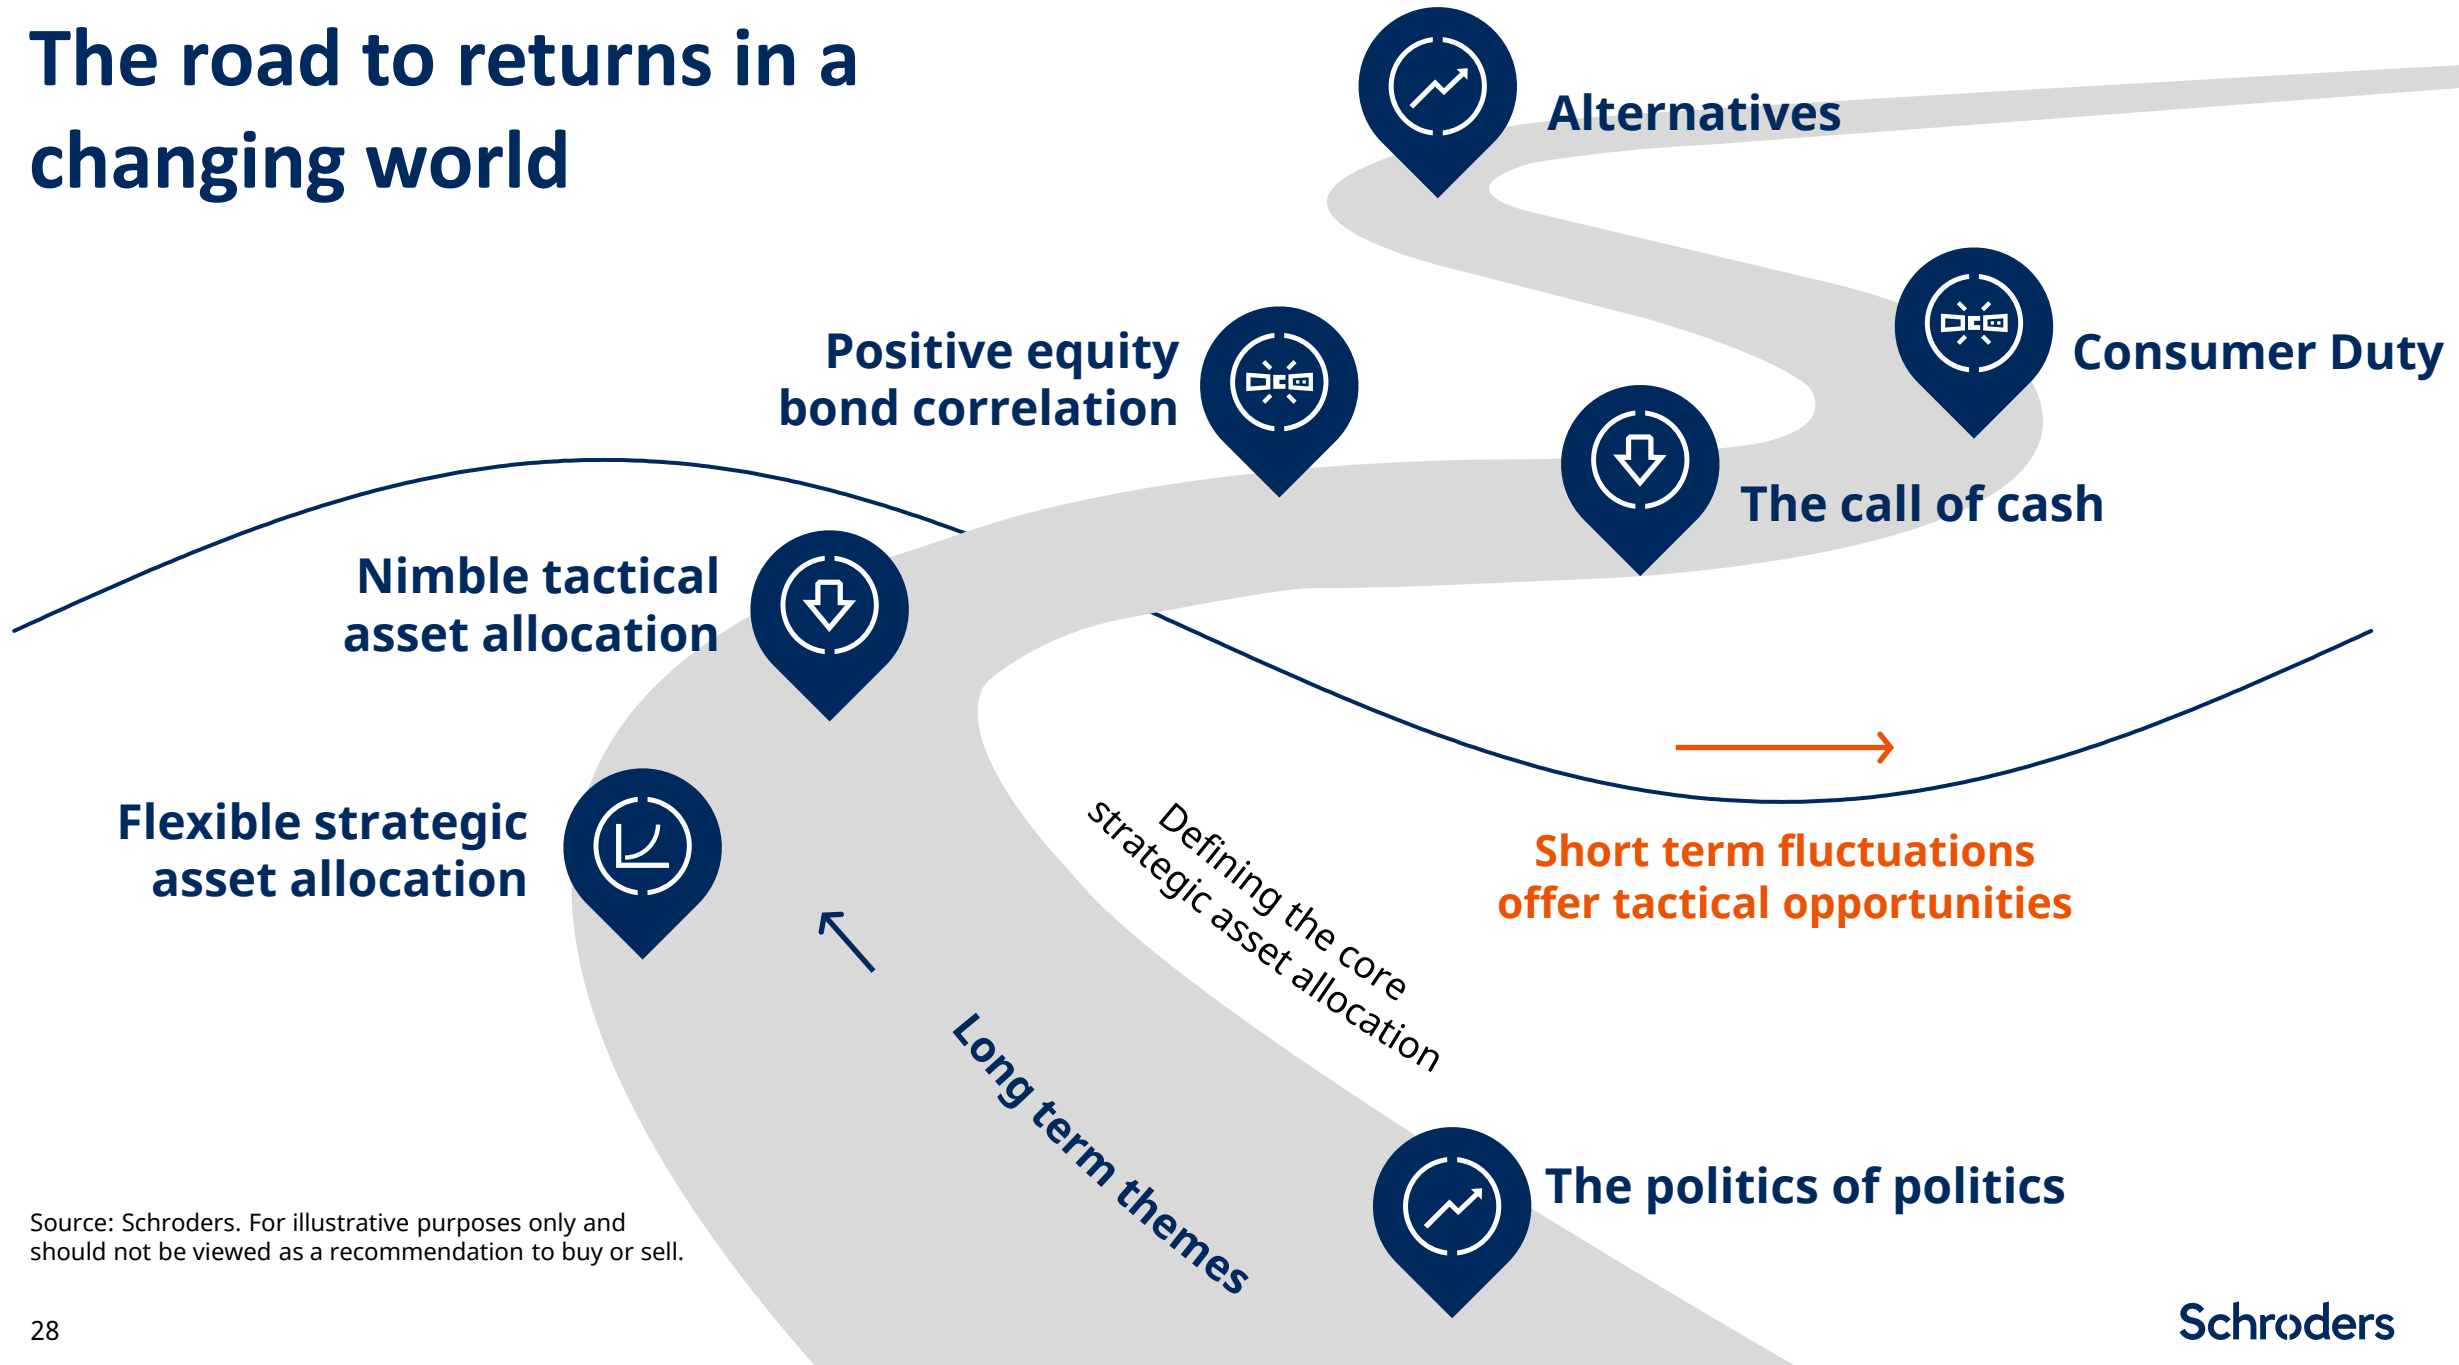 The road to returns in a
changing world
Alternatives
Consumer Duty
Positive equity
bond correlation
The call of cash
Nimble tactical
asset allocation
Flexible strategic
asset allocation
Short term fluctuations
offer tactical opportunities
Defining the core
strategic asset allocation
Long term themes
The politics of politics
Source: Schroders. For illustrative purposes only and
should not be viewed as a recommendation to buy or sell.
28
Schroders